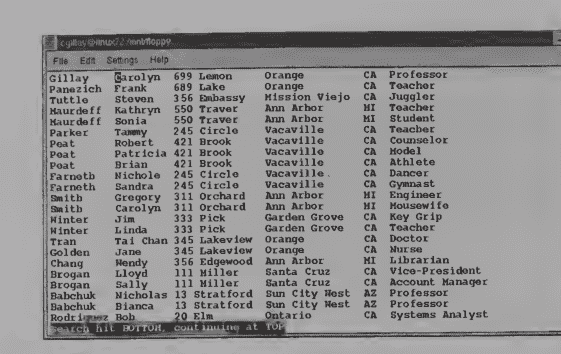 cgillay@linux72:/mnt/floppy
File Edit Settings Help
Gillay Carolyn 699 Lemon Orange CA Professor
Panezich Frank 689 Lake Orange CA Teacher
Tuttle Steven 356 Embassy Mission Viejo CA Juggler
Maurdeff Kathryn 550 Traver Ann Arbor MI Teacher
Maurdeff Sonia 550 Traver Ann Arbor MI Student
Parker Tammy 245 Circle Vacaville CA Teacher
Peat Robert 421 Brook Vacaville CA Counselor
Peat Patricia 421 Brook Vacaville CA Model
Peat Brian 421 Brook Vacaville CA Athlete
Farneth Nichole 245 Circle Vacaville CA Dancer
Farneth Sandra 245 Circle Vacaville CA Gymnast
Smith Gregory 311 Orchard Ann Arbor MI Engineer
Smith Carolyn 311 Orchard Ann Arbor MI Housewife
Winter Jim 333 Pick Garden Grove CA Key Grip
Winter Linda 333 Pick Garden Grove CA Teacher
Tran Tai Chan 345 Lakeview Orange CA Doctor
Golden Jane 345 Lakeview Orange CA Nurse
Chang Wendy 356 Edgewood Ann Arbor MI Librarian
Brogan Lloyd 111 Miller Santa Cruz CA Vice-President
Brogan Sally 111 Miller Santa Cruz CA Account Manager
Babchuk Nicholas 13 Stratford Sun City West AZ Professor
Babchuk Bianca 13 Stratford Sun City West AZ Professor
Rodriguez Bob 20 Elm Ontario CA Systems Analyst
search hit BOTTOM, continuing at TOP